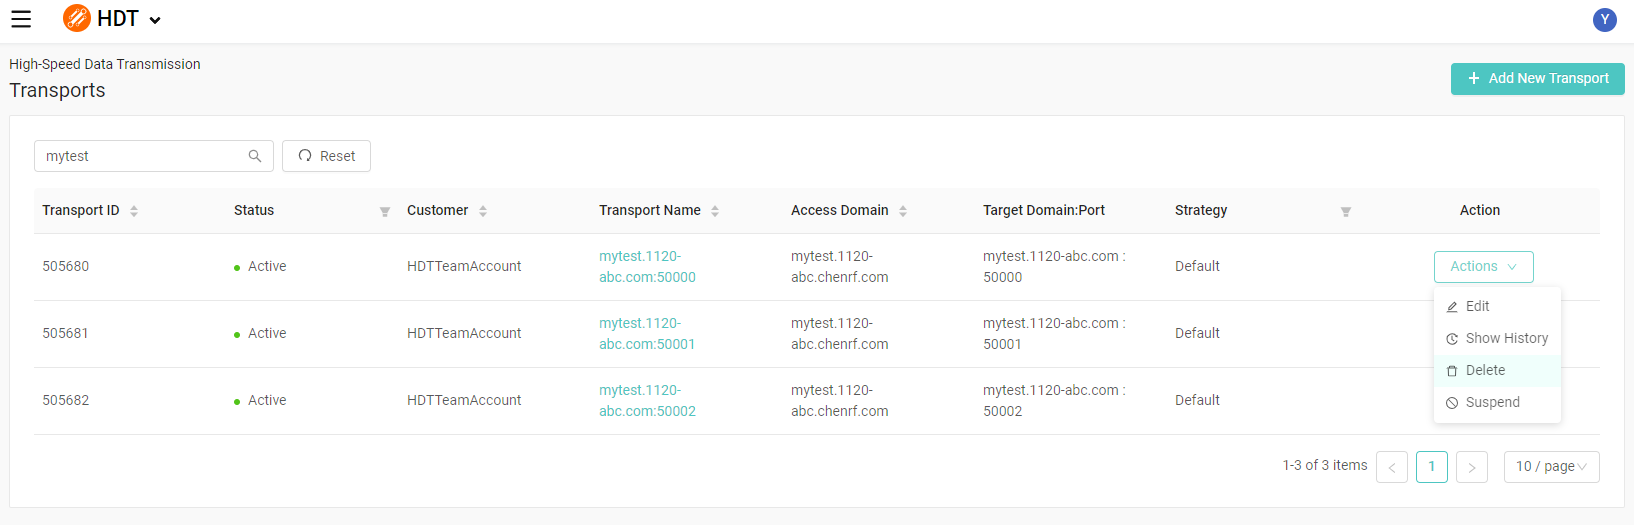 HDT
Y
High-Speed Data Transmission
Transports
Add New Transport
mytest
Reset
Transport ID Status Customer Transport Name Access Domain Target Domain:Port Strategy Action
505680 Active HDTTeamAccount mytest.1120- mytest.1120- mytest.1120-abc.com : Default Actions
abc.com:50000 abc.chenrf.com 50000
Edit
505681 Active HDTTeamAccount mytest.1120- mytest.1120- mytest.1120-abc.com : Default Show History
abc.com:50001 abc.chenrf.com 50001
Delete
505682 Active HDTTeamAccount mytest.1120- mytest.1120- mytest.1120-abc.com : Default Suspend
abc.com:50002 abc.chenrf.com 50002
1-3 of 3 items < 1 > 10 / page